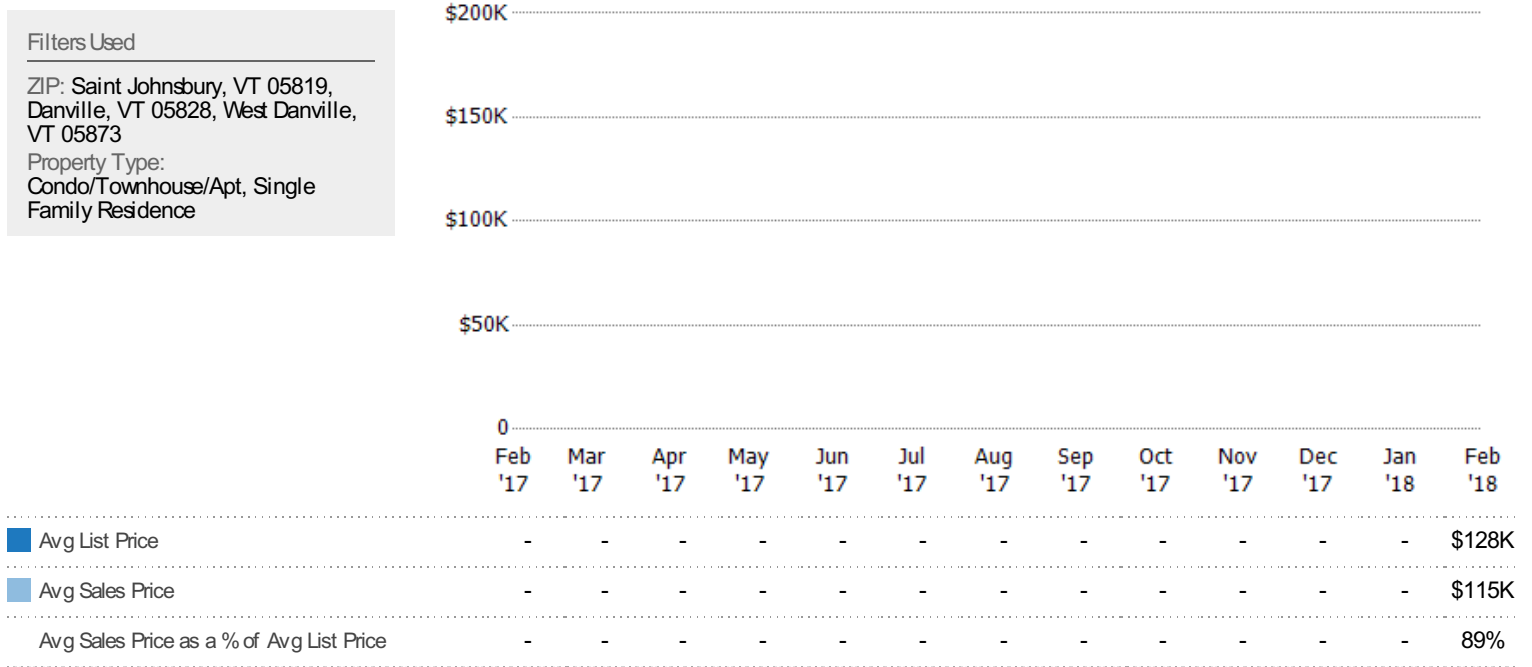 Filters Used
ZIP: Saint Johnsbury, VT 05819,
Danville, VT 05828, West Danville,
VT 05873
Property Type:
Condo/Townhouse/Apt, Single
Family Residence
$200K
$150K
$100K
$50K
0
Feb Mar Apr May Jun Jul Aug Sep Oct Nov Dec Jan Feb
'17 '17 '17 '17 '17 '17 '17 '17 '17 '17 '17 '18 '18
Avg List Price - - - - - - - - - - - - $128K
Avg Sales Price - - - - - - - - - - - - $115K
Avg Sales Price as a % of Avg List Price - - - - - - - - - - - - 89%